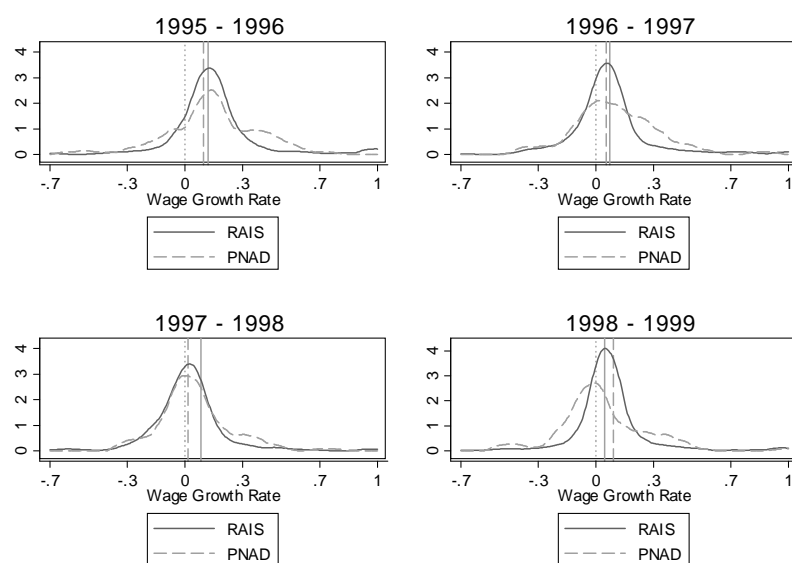 1995 - 1996
4
3
2
1
0
-.7 -.3 0 .3 .7 1
Wage Growth Rate
RAIS
PNAD
1996 - 1997
4
3
2
1
0
-.7 -.3 0 .3 .7 1
Wage Growth Rate
RAIS
PNAD
1997 - 1998
4
3
2
1
0
-.7 -.3 0 .3 .7 1
Wage Growth Rate
RAIS
PNAD
1998 - 1999
4
3
2
1
0
-.7 -.3 0 .3 .7 1
Wage Growth Rate
RAIS
PNAD